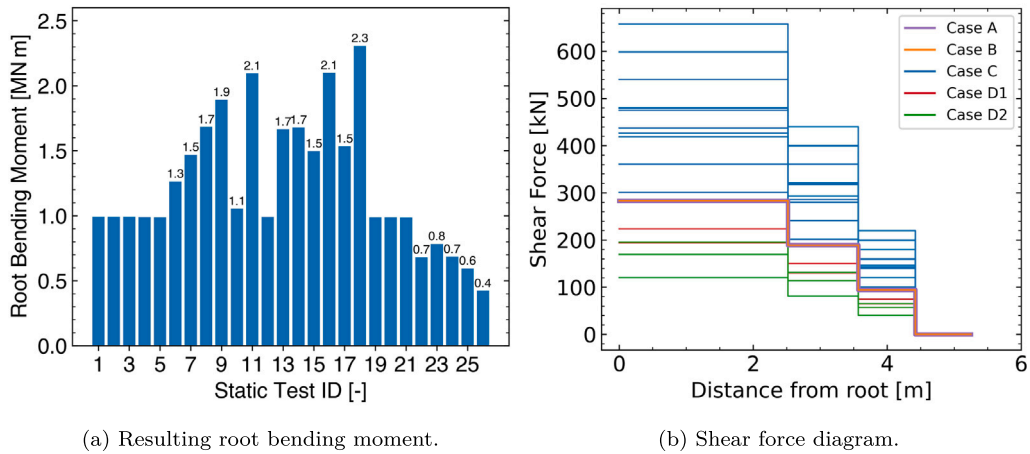 2.5
2.0
1.5
1.0
0.5
0.0
Root Bending Moment [MN m]
1.3
1.5
1.7
1.9
1.1
2.1
1.7
1.7
1.5
2.1
1.5
2.3
0.7
0.8
0.7
0.6
0.4
1 3 5 7 9 11 13 15 17 19 21 23 25
Static Test ID [-]
(a) Resulting root bending moment.
600
500
400
300
200
100
0
Shear Force [kN]
Case A
Case B
Case C
Case D1
Case D2
0 2 4 6
Distance from root [m]
(b) Shear force diagram.